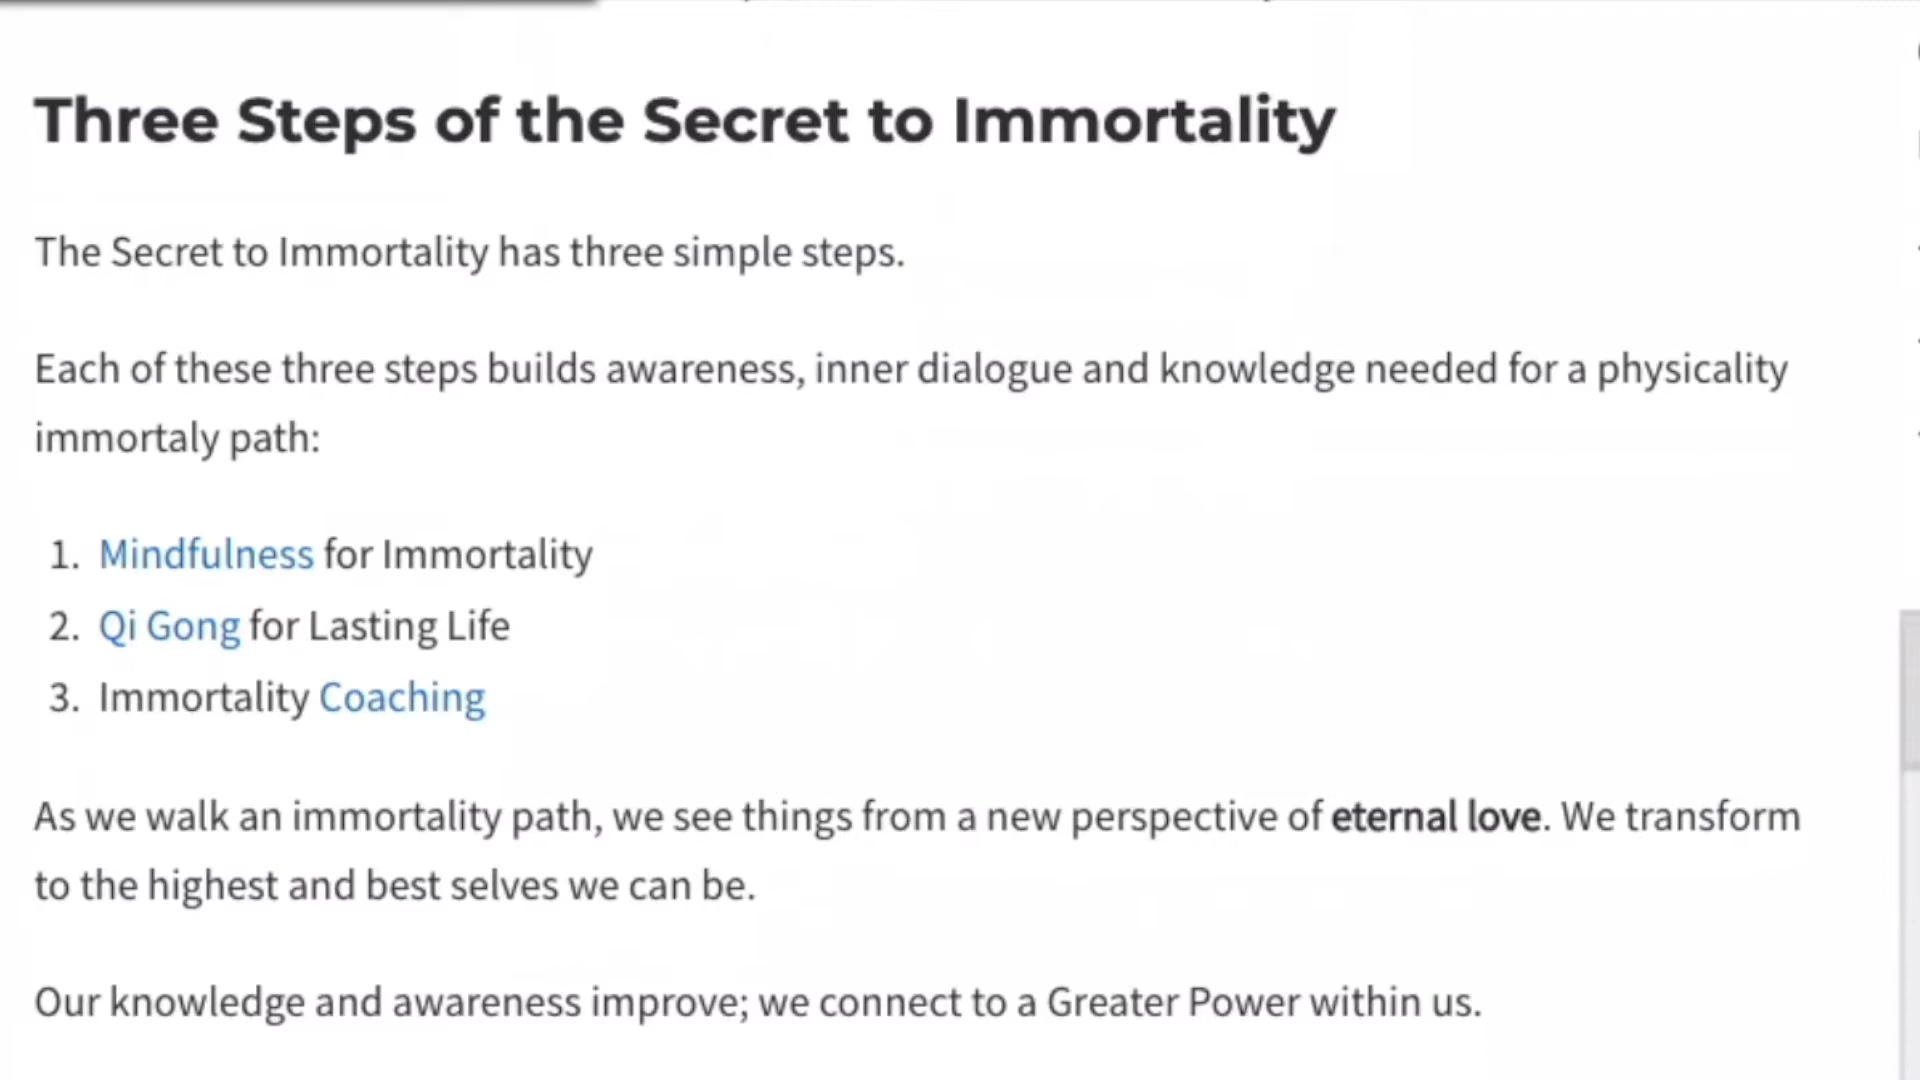 Three Steps of the Secret to Immortality
The Secret to Immortality has three simple steps.
Each of these three steps builds awareness, inner dialogue and knowledge needed for a physicality
immortaly path:
1. Mindfulness for Immortality
2. Qi Gong for Lasting Life
3. Immortality Coaching
As we walk an immortality path, we see things from a new perspective of eternal love. We transform
to the highest and best selves we can be.
Our knowledge and awareness improve; we connect to a Greater Power within us.